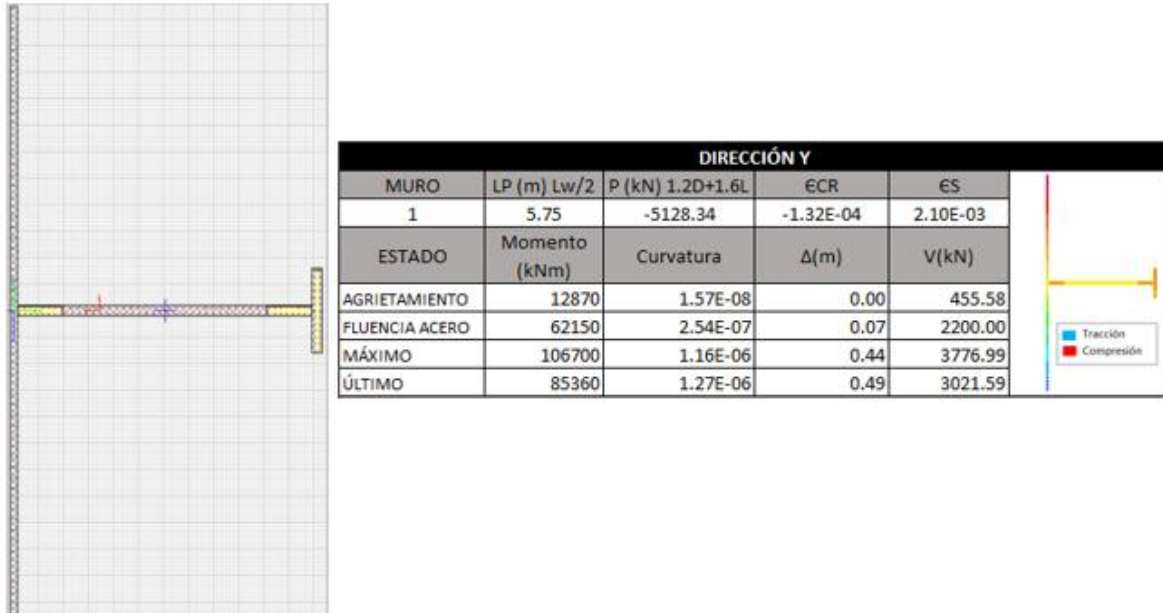 DIRECCIÓN Y
MURO LP (m) Lw/2 P (kN) 1.2D+1.6L ЄCR ЄS
1 5.75 -5128.34 -1.32E-04 2.10E-03
ESTADO Momento (kNm) Curvatura Δ(m) V(kN)
AGRIETAMIENTO 12870 1.57E-08 0.00 455.58
FLUENCIA ACERO 62150 2.54E-07 0.07 2200.00
MÁXIMO 106700 1.16E-06 0.44 3776.99
ÚLTIMO 85360 1.27E-06 0.49 3021.59
Tracción
Compresión